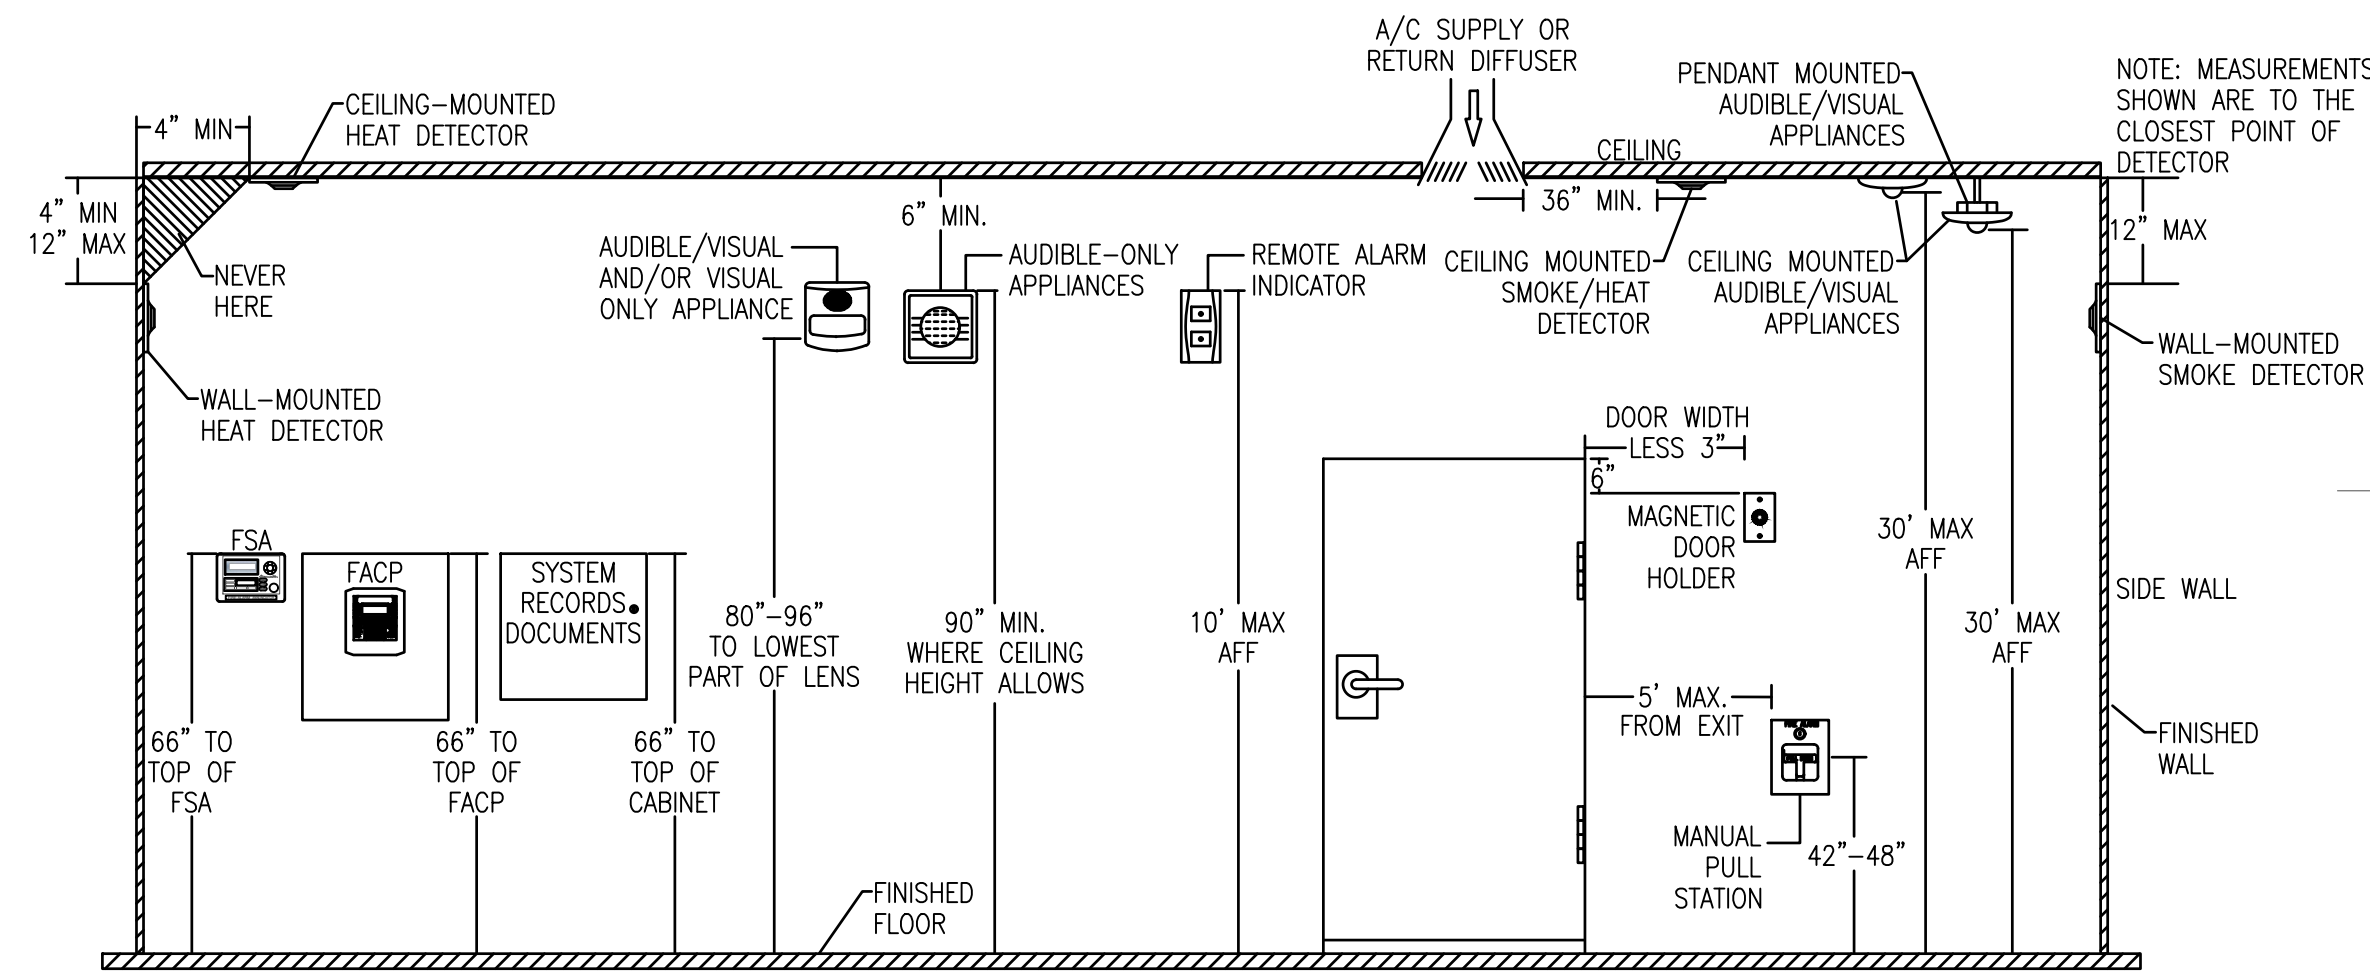 A/C SUPPLY OR
RETURN DIFFUSER
PENDANT MOUNTED
AUDIBLE/VISUAL
APPLIANCES
NOTE: MEASUREMENTS
SHOWN ARE TO THE
CLOSEST POINT OF
DETECTOR
4” MIN
CEILING-MOUNTED
HEAT DETECTOR
CEILING
4” MIN
12” MAX
NEVER
HERE
6” MIN.
36” MIN.
12” MAX
AUDIBLE/VISUAL
AND/OR VISUAL
ONLY APPLIANCE
AUDIBLE-ONLY
APPLIANCES
REMOTE ALARM
INDICATOR
CEILING MOUNTED
SMOKE/HEAT
DETECTOR
CEILING MOUNTED
AUDIBLE/VISUAL
APPLIANCES
WALL-MOUNTED
SMOKE DETECTOR
WALL-MOUNTED
HEAT DETECTOR
DOOR WIDTH
LESS 3”
6”
MAGNETIC
DOOR
HOLDER
30’ MAX
AFF
FSA
FACP
SYSTEM
RECORDS
DOCUMENTS
80”-96”
TO LOWEST
PART OF LENS
90” MIN.
WHERE CEILING
HEIGHT ALLOWS
10’ MAX
AFF
30’ MAX
AFF
SIDE WALL
5’ MAX.
FROM EXIT
66” TO
TOP OF
FSA
66” TO
TOP OF
FACP
66” TO
TOP OF
CABINET
FINISHED
WALL
MANUAL
PULL
STATION
42”-48”
FINISHED
FLOOR